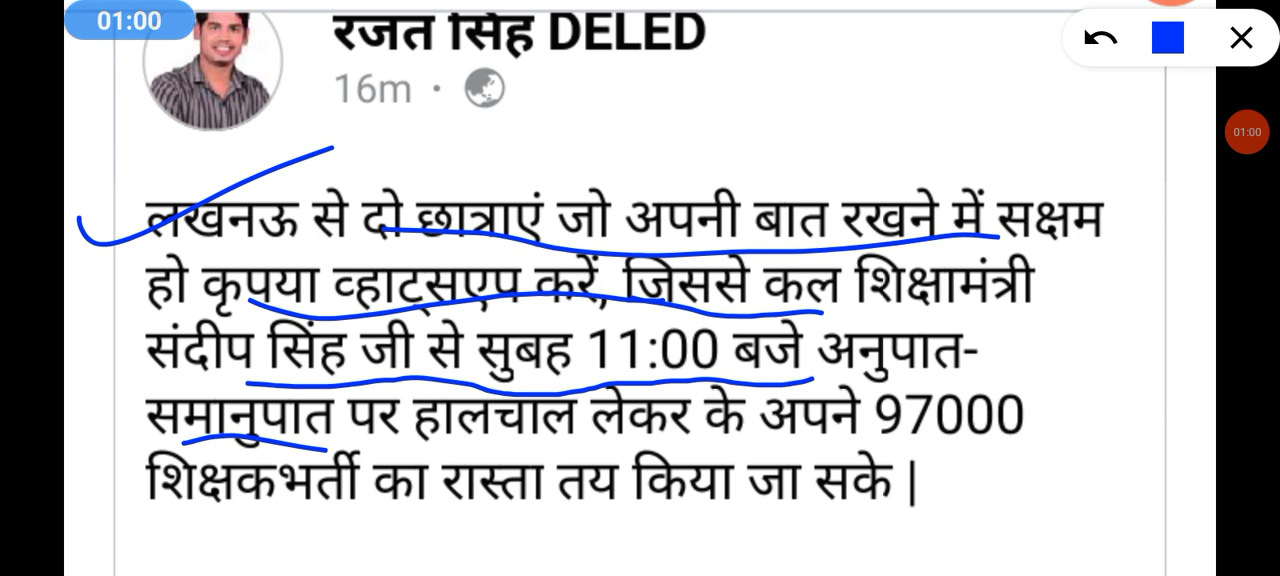 01:00
रजत सिंह DELED
16m
01:00
लखनऊ से दो छात्राएं जो अपनी बात रखने में सक्षम
हो कृपया व्हाट्सएप करें, जिससे कल शिक्षामंत्री
संदीप सिंह जी से सुबह 11:00 बजे अनुपात-
समानुपात पर हालचाल लेकर के अपने 97000
शिक्षकभर्ती का रास्ता तय किया जा सके |